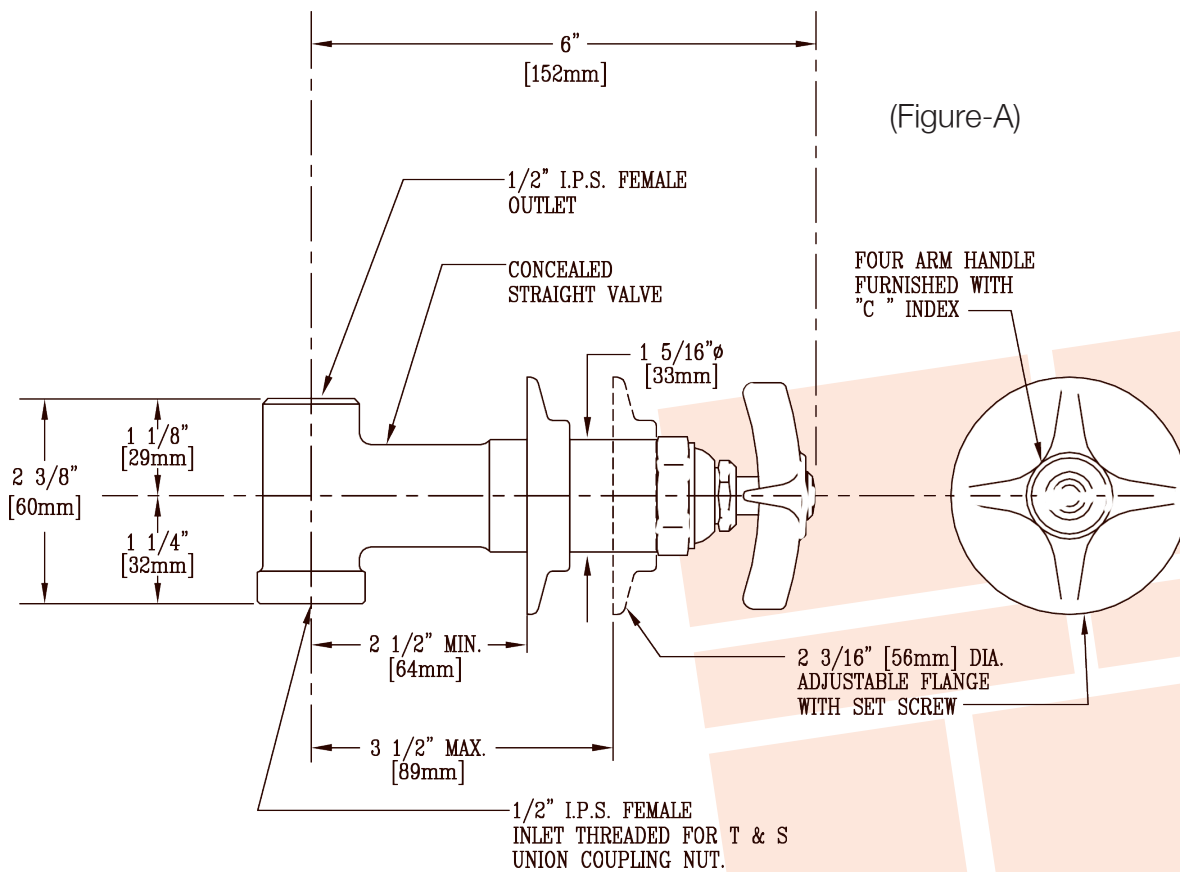 6"
[152mm]
(Figure-A)
1/2" I.P.S. FEMALE
OUTLET
CONCEALED
STRAIGHT VALVE
FOUR ARM HANDLE
FURNISHED WITH
"C " INDEX
1 5/16"ø
[33mm]
2 3/8"
[60mm]
1 1/8"
[29mm]
1 1/4"
[32mm]
2 1/2" MIN.
[64mm]
2 3/16" [56mm] DIA.
ADJUSTABLE FLANGE
WITH SET SCREW
3 1/2" MAX.
[89mm]
1/2" I.P.S. FEMALE
INLET THREADED FOR T & S
UNION COUPLING NUT.